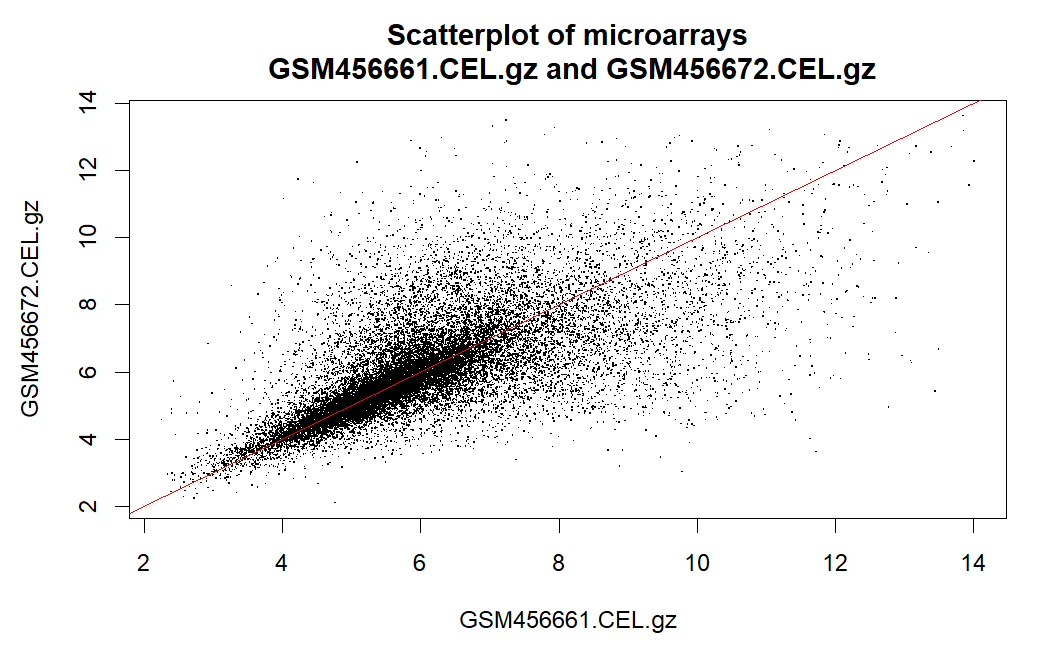 Scatterplot of microarrays
GSM456661.CEL.gz and GSM456672.CEL.gz
14
12
10
8
6
4
2
GSM456672.CEL.gz
2 4 6 8 10 12 14
GSM456661.CEL.gz